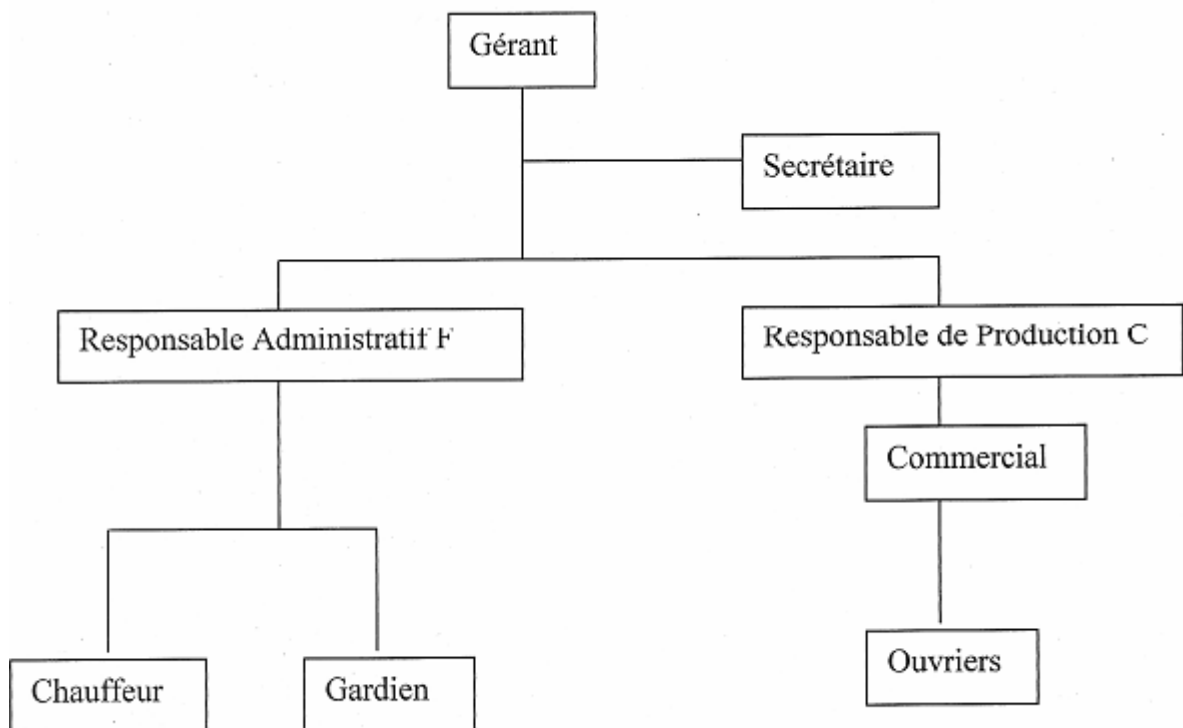 Gérant
Secrétaire
Responsable Administratif F
Responsable de Production C
Commercial
Chauffeur
Gardien
Ouvriers